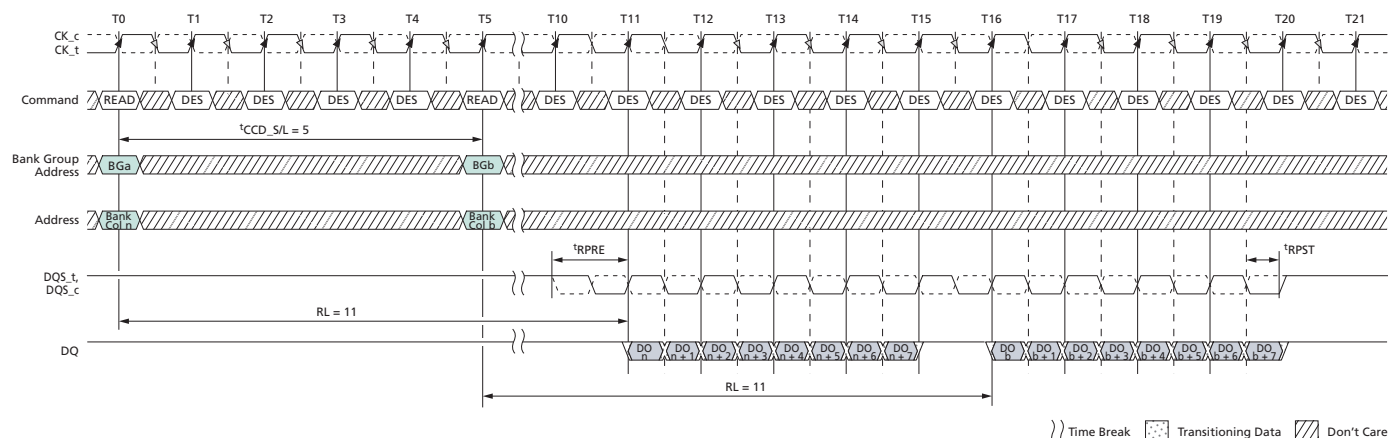 T0 T1 T2 T3 T4 T5 T10 T11 T12 T13 T14 T15 T16 T17 T18 T19 T20 T21
CK_c
CK_t
Command READ DES DES DES DES READ DES DES DES DES DES DES DES DES DES DES DES DES
tCCD_S/L = 5
Bank Group
Address
BGa BGb
Address
Bank
Col n
Bank
Col b
tRPRE tRPST
DQS_t,
DQS_c
RL = 11
DQ
DO
n
DO
n + 1
DO
n + 2
DO
n + 3
DO
n + 4
DO
n + 5
DO
n + 6
DO
n + 7
DO
b
DO
b + 1
DO
b + 2
DO
b + 3
DO
b + 4
DO
b + 5
DO
b + 6
DO
b + 7
RL = 11
Time Break Transitioning Data Don't Care